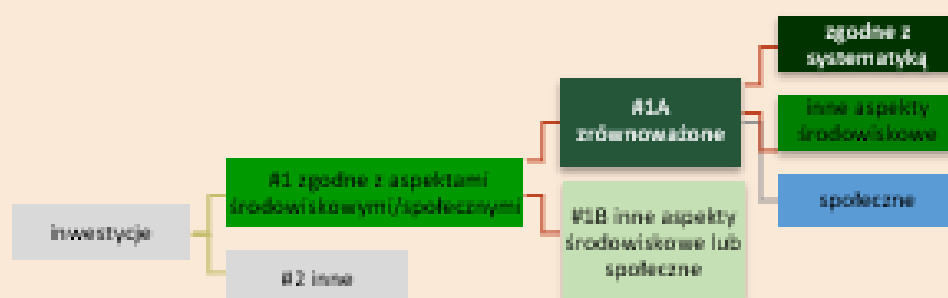 zgodne z
systematyką
#1A
zrównoważone
inne aspekty
środowiskowe
#1 zgodne z aspektami
środowiskowymi/społecznymi
społeczne
inwestycje
#1B inne aspekty
środowiskowe lub
społeczne
#2 inne